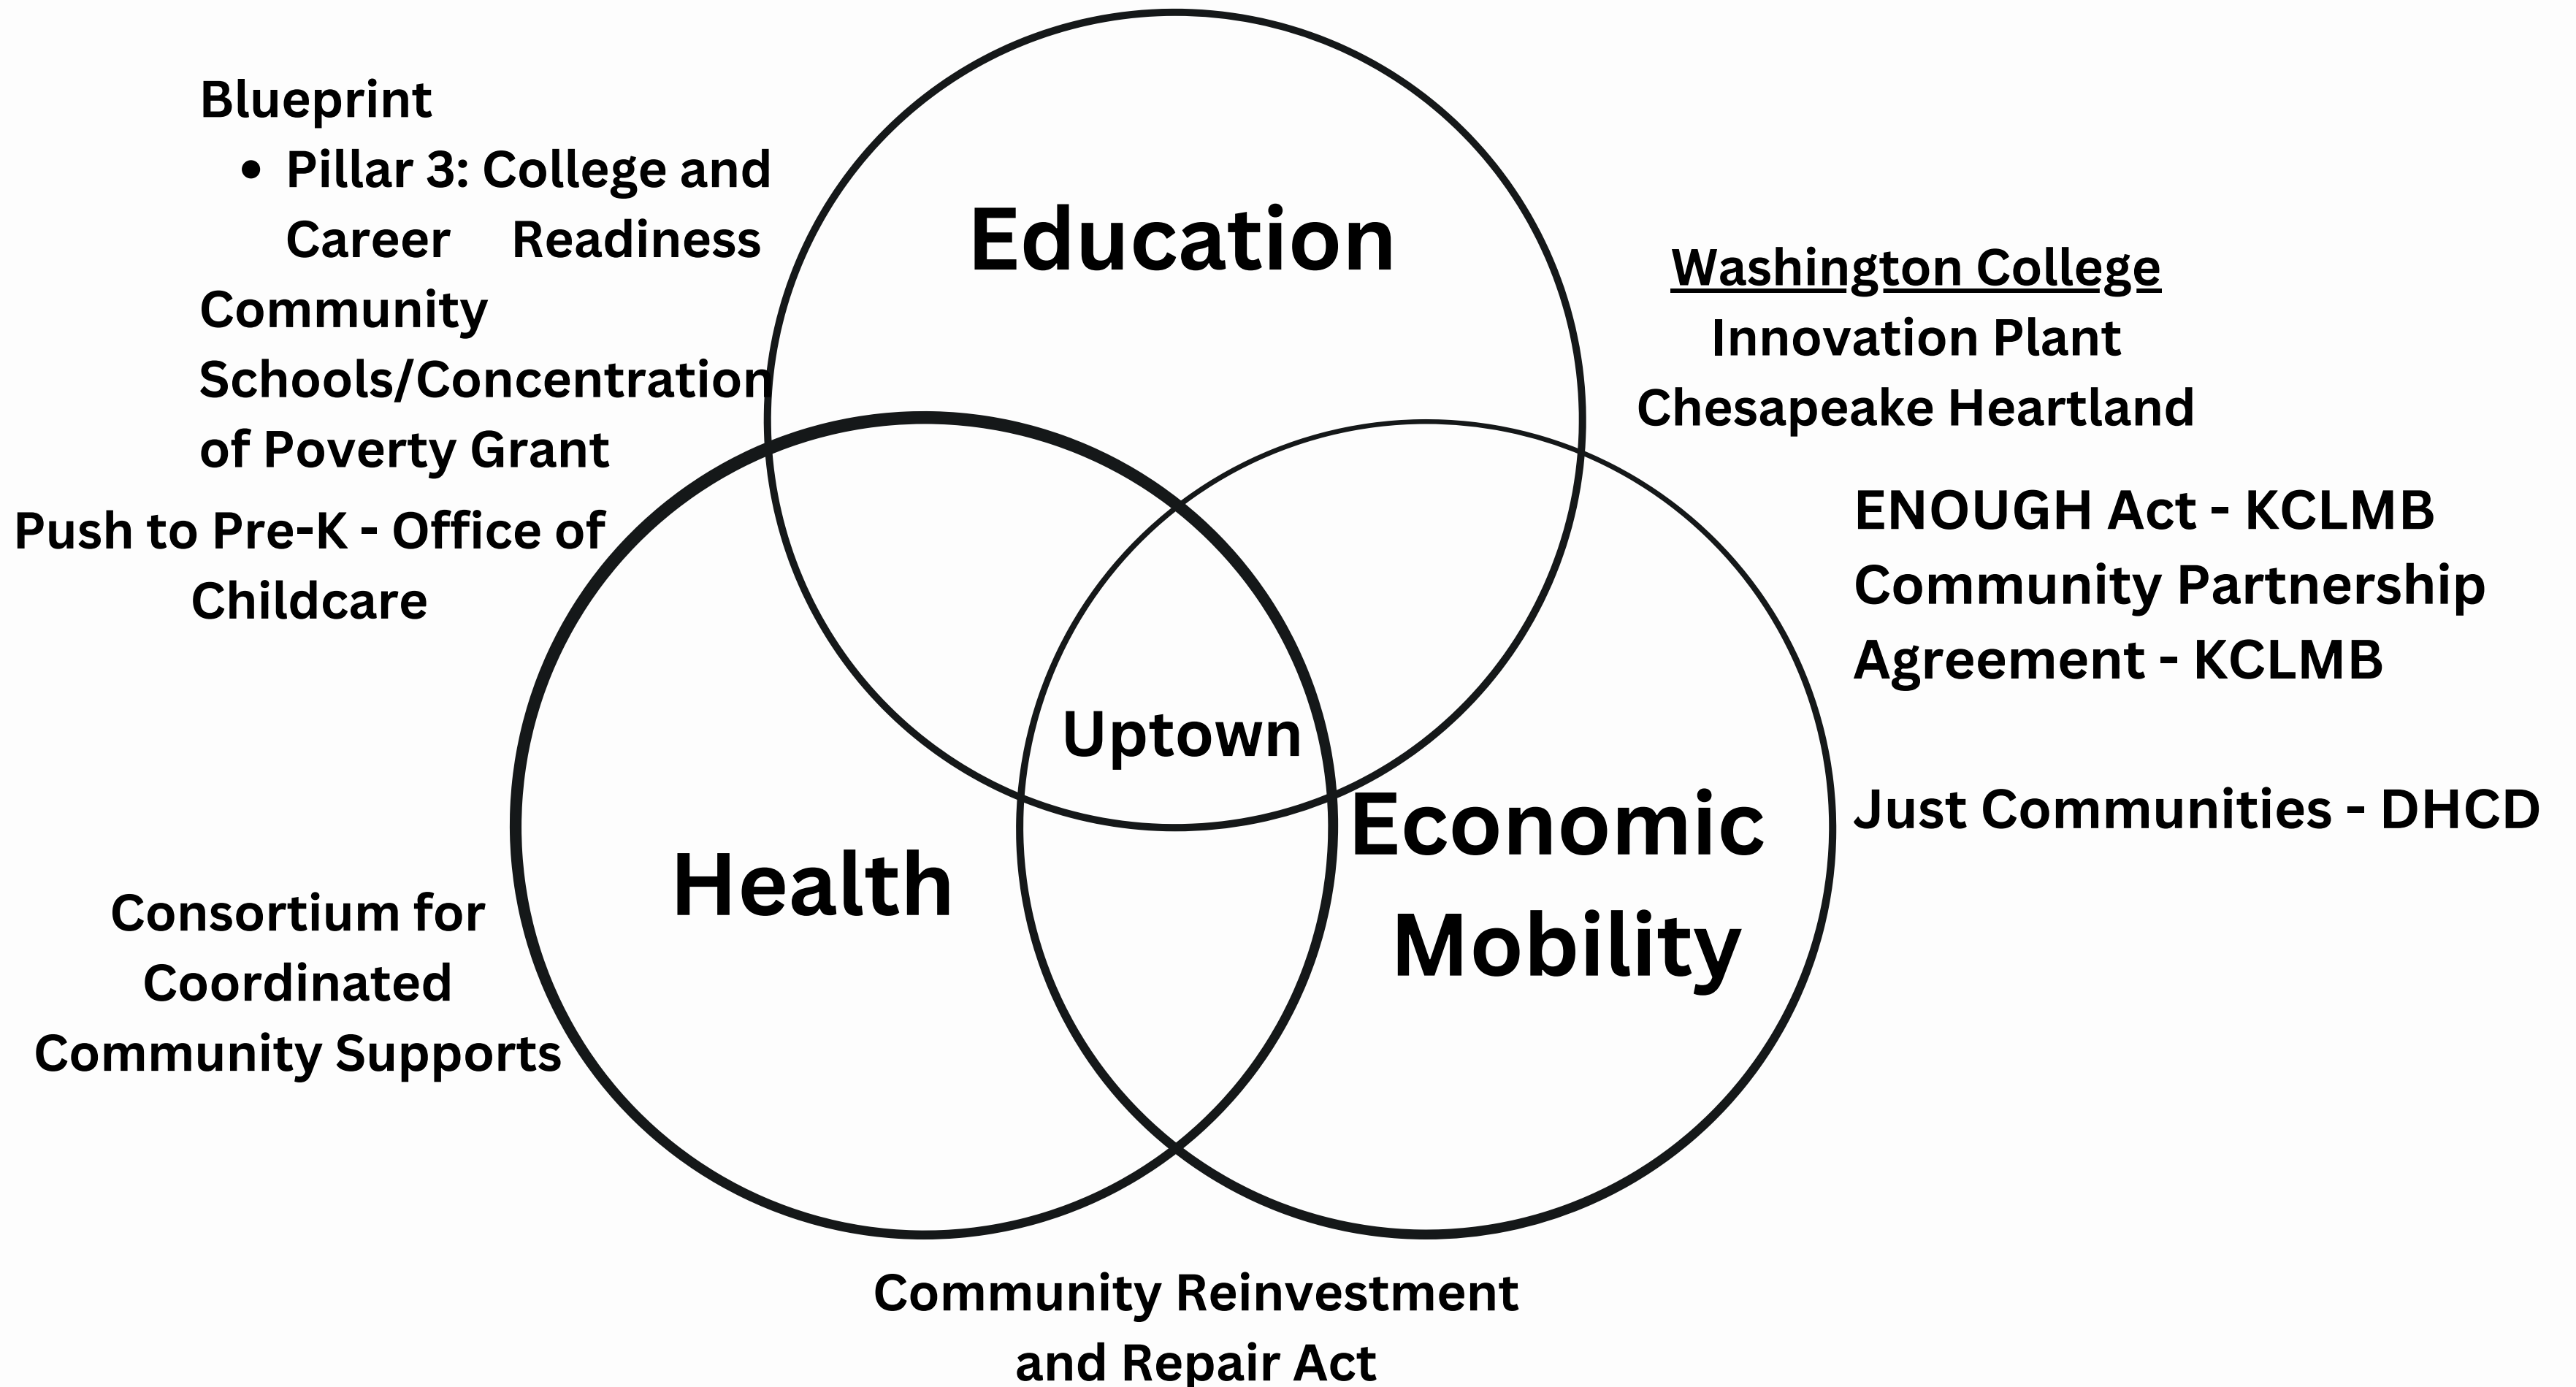 Blueprint
• Pillar 3: College and
Career Readiness
Community
Schools/Concentration
of Poverty Grant
Push to Pre-K - Office of
Childcare
Education
Washington College
Innovation Plant
Chesapeake Heartland
ENOUGH Act - KCLMB
Community Partnership
Agreement - KCLMB
Just Communities - DHCD
Uptown
Health
Economic
Mobility
Consortium for
Coordinated
Community Supports
Community Reinvestment
and Repair Act